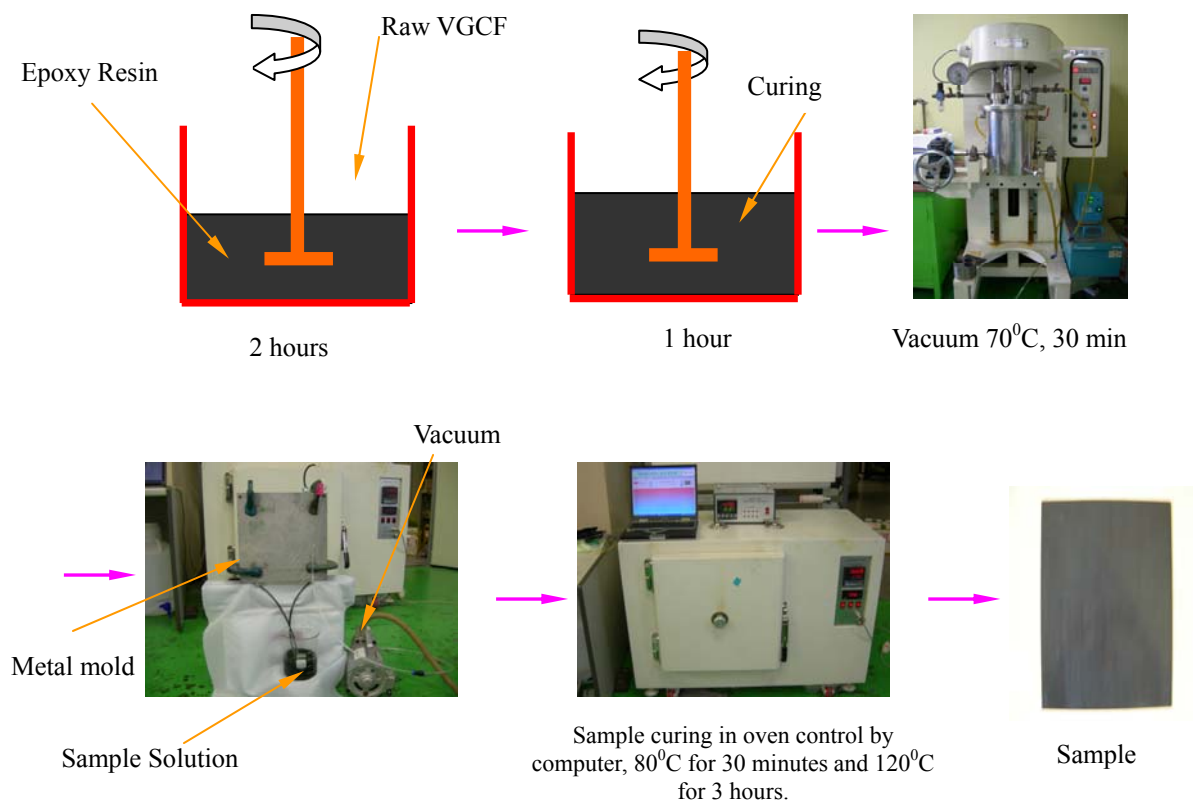 Raw VGCF
Epoxy Resin
Curing
2 hours
1 hour
Vacuum 70⁰C, 30 min
Vacuum
Metal mold
Sample Solution
Sample curing in oven control by
computer, 80⁰C for 30 minutes and 120⁰C
for 3 hours.
Sample